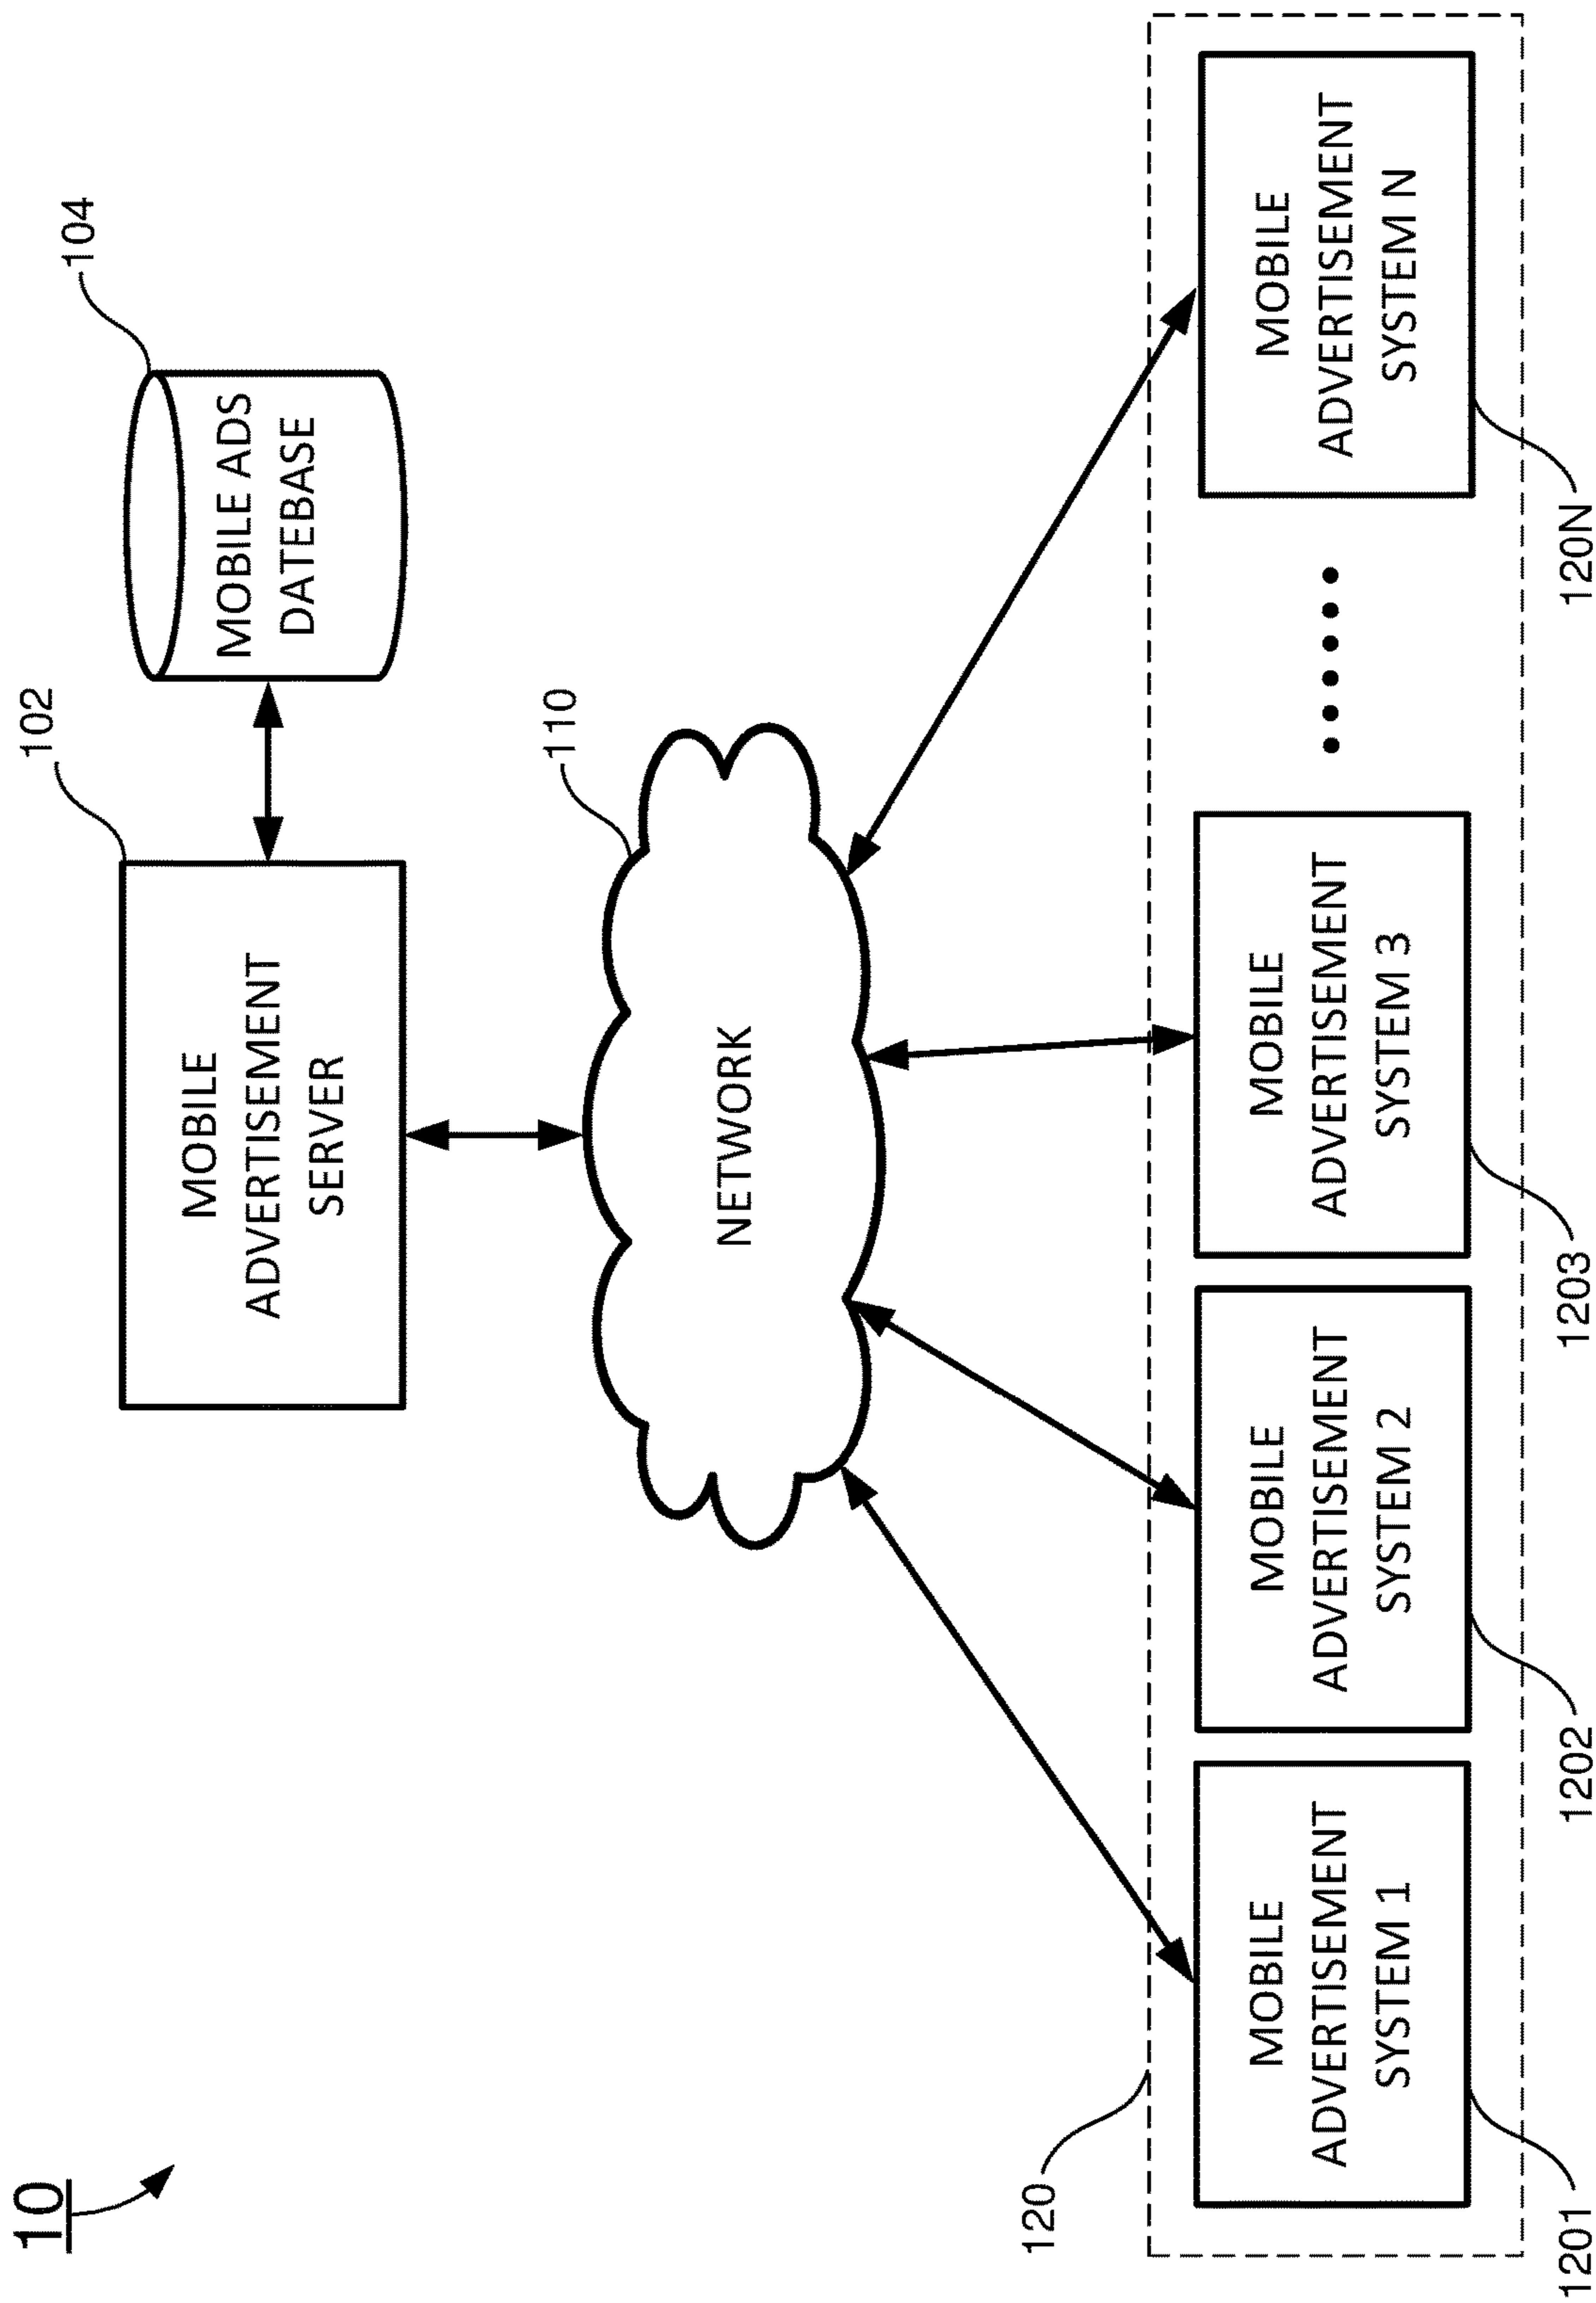 10
102
104
MOBILE
ADVERTISEMENT
SERVER
MOBILE ADS
DATEBASE
110
NETWORK
120
MOBILE
ADVERTISEMENT
SYSTEM 1
MOBILE
ADVERTISEMENT
SYSTEM 2
MOBILE
ADVERTISEMENT
SYSTEM 3
MOBILE
ADVERTISEMENT
SYSTEM N
1201
1202
1203
120N